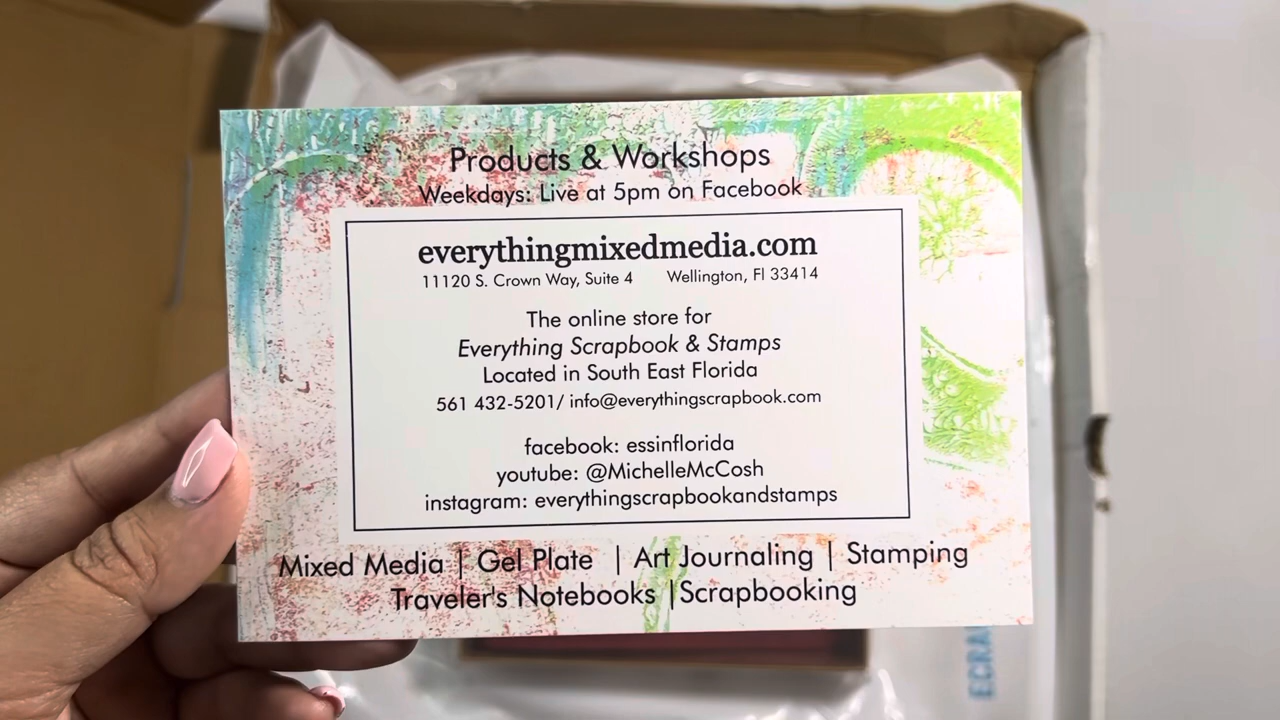 Products & Workshops
Weekdays: Live at 5pm on Facebook
everythingmixedmedia.com
11120 S. Crown Way, Suite 4 Wellington, Fl 33414
The online store for
Everything Scrapbook & Stamps
Located in South East Florida
561 432-5201/ info@everythingscrapbook.com
facebook: essinflorida
youtube: @MichelleMcCosh
instagram: everythingscrapbookandstamps
Mixed Media | Gel Plate | Art Journaling | Stamping
Traveler's Notebooks |Scrapbooking